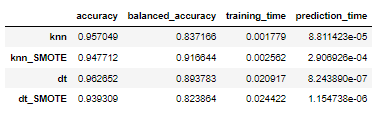 accuracy balanced_accuracy training_time prediction_time
knn 0.957049 0.837166 0.001779 8.811423e-05
knn_SMOTE 0.947712 0.916644 0.002562 2.906926e-04
dt 0.962652 0.893783 0.020917 8.243890e-07
dt_SMOTE 0.939309 0.823864 0.024422 1.154738e-06